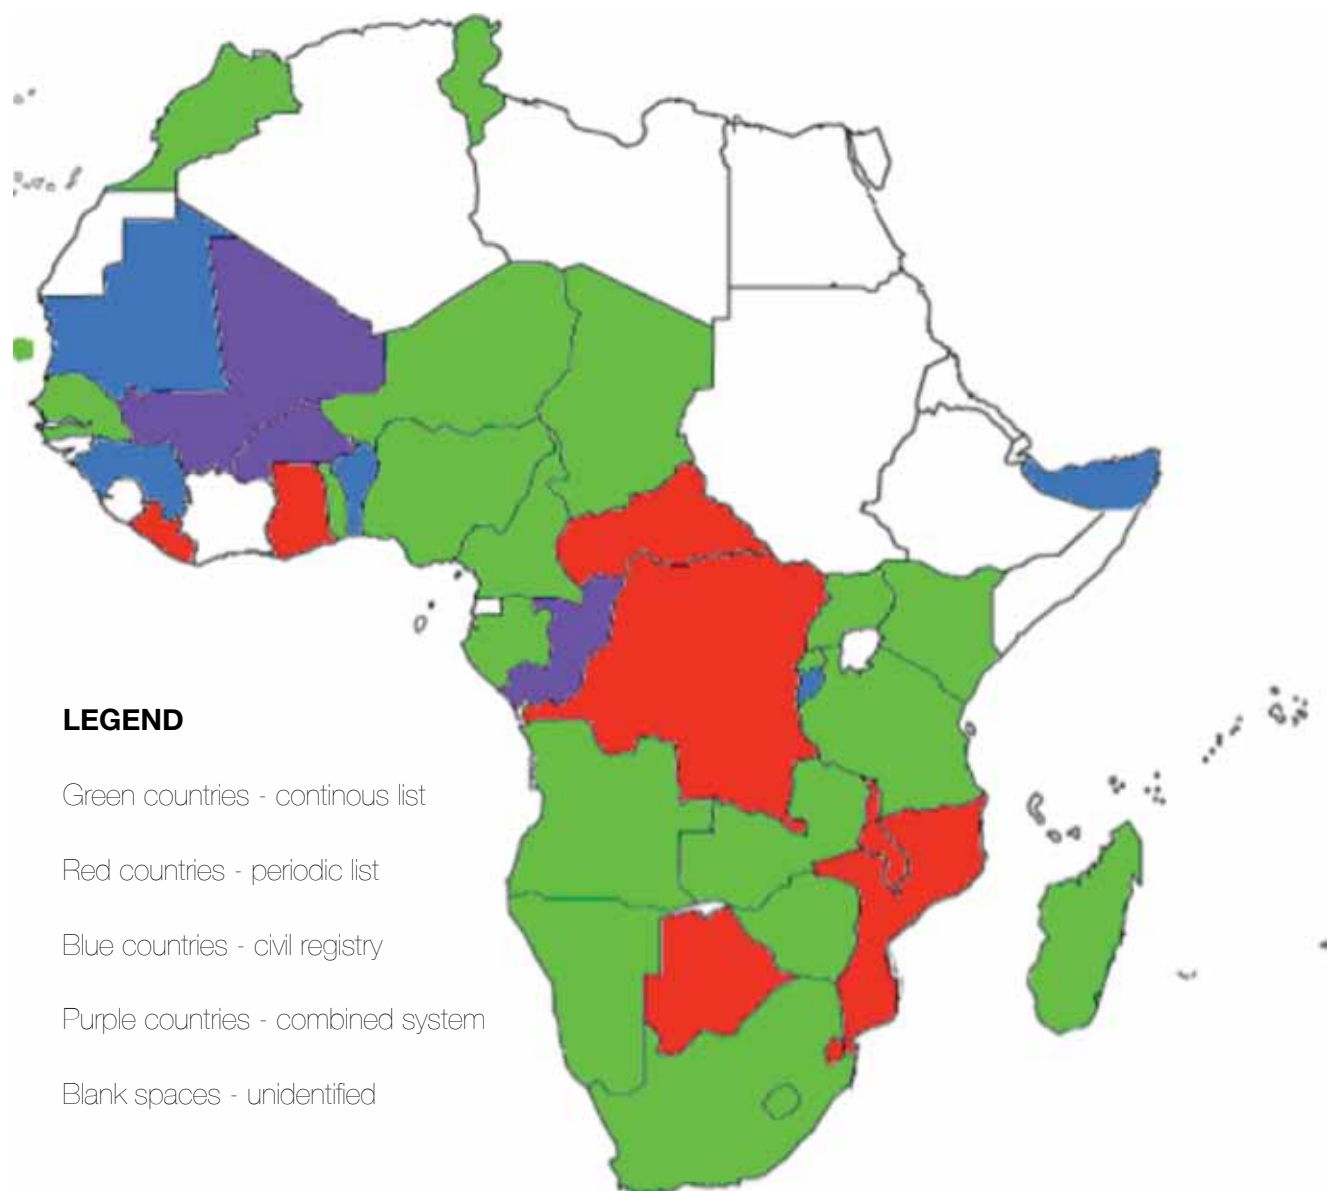 LEGEND
Green countries - continous list
Red countries - periodic list
Blue countries - civil registry
Purple countries - combined system
Blank spaces - unidentified